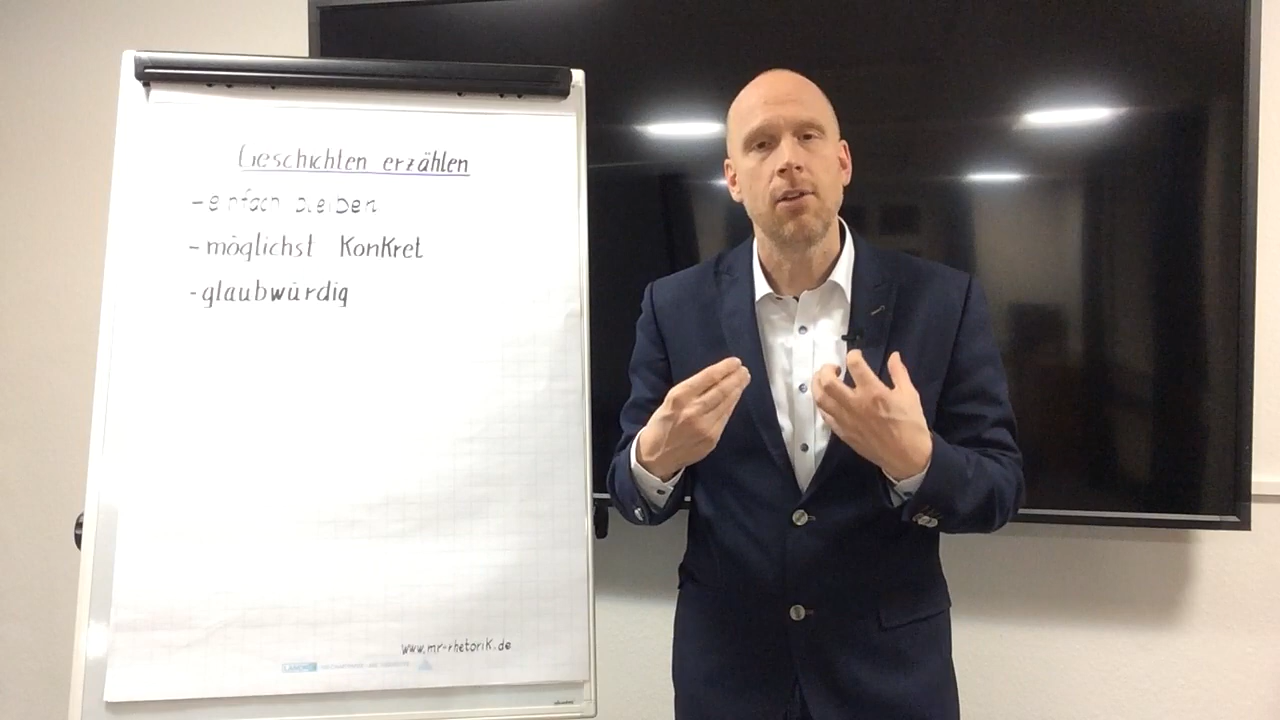 Geschichten erzählen
- einfach bleiben
- möglichst konkret
- glaubwürdig
www.mr-rhetorik.de